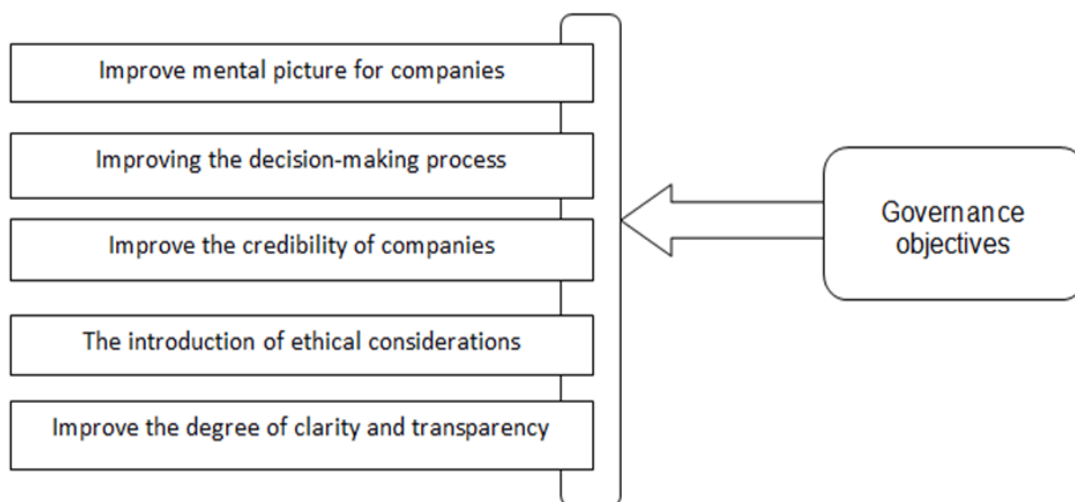 Improve mental picture for companies
Improving the decision-making process
Improve the credibility of companies
The introduction of ethical considerations
Improve the degree of clarity and transparency
Governance
objectives